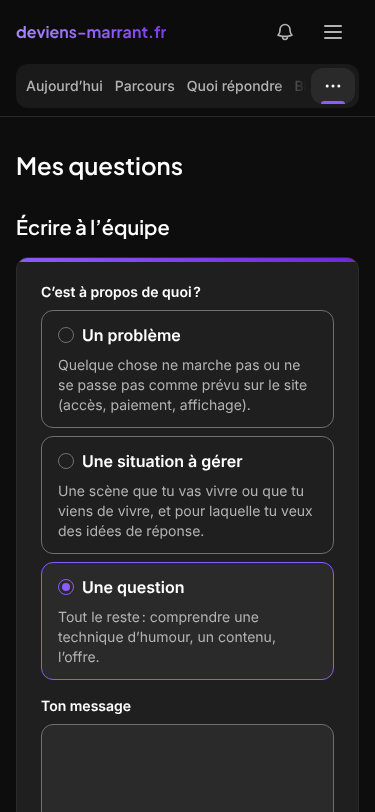 deviens-marrant.fr
Aujourd’hui Parcours Quoi répondre
Mes questions
Écrire à l’équipe
C’est à propos de quoi ?
Un problème
Quelque chose ne marche pas ou ne
se passe pas comme prévu sur le site
(accès, paiement, affichage).
Une situation à gérer
Une scène que tu vas vivre ou que tu
viens de vivre, et pour laquelle tu veux
des idées de réponse.
Une question
Tout le reste : comprendre une
technique d’humour, un contenu,
l’offre.
Ton message